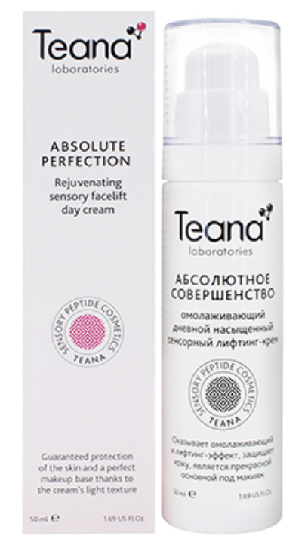 Teana
laboratories
ABSOLUTE
PERFECTION
Rejuvenating
sensory facelift
day cream
SENSORY PEPTIDE COSMETICS
TEANA
Guaranteed protection
of the skin and a perfect
makeup base thanks to
the cream's light texture
50 ml ℮ 1.69 US Fl.Oz.
Teana
laboratories
АБСОЛЮТНОЕ
СОВЕРШЕНСТВО
омолаживающий
дневной насыщенный
сенсорный лифтинг-крем
SENSORY PEPTIDE COSMETICS
TEANA
Оказывает омолаживающий
и лифтинг-эффект, защищает
кожу, является прекрасной
основной под макияж
50 ml ℮ 1.69 US Fl.Oz.